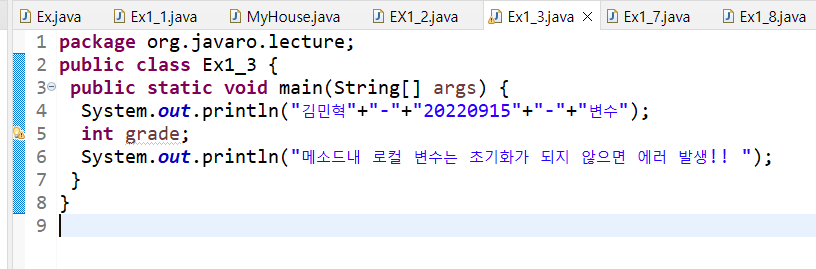 Ex.java Ex1_1.java MyHouse.java EX1_2.java Ex1_3.java Ex1_7.java Ex1_8.java
1 package org.javaro.lecture;
2 public class Ex1_3 {
3 public static void main(String[] args) {
4 System.out.println("김민혁"+"-"+"20220915"+"-"+"변수");
5 int grade;
6 System.out.println("메소드내 로컬 변수는 초기화가 되지 않으면 에러 발생!! ");
7 }
8 }
9